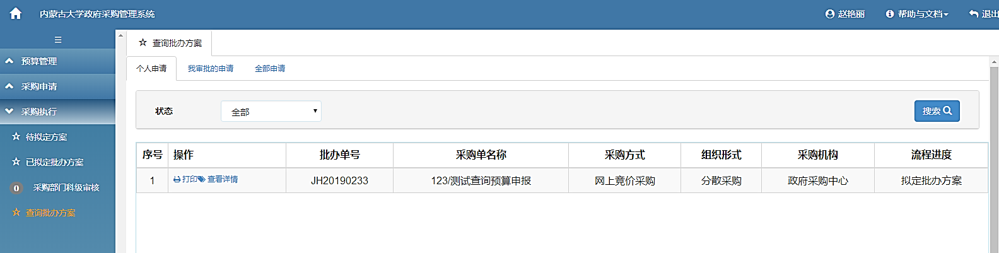 内蒙古大学政府采购管理系统
赵艳丽 帮助与文档 退出
预算管理
采购申请
采购执行
待拟定方案
已拟定批办方案
0 采购部门科级审核
查询批办方案
查询批办方案
个人申请 我审批的申请 全部申请
状态 全部 搜索
序号 操作 批办单号 采购单名称 采购方式 组织形式 采购机构 流程进度
1 打印 查看详情 JH20190233 123/测试查询预算申报 网上竞价采购 分散采购 政府采购中心 拟定批办方案